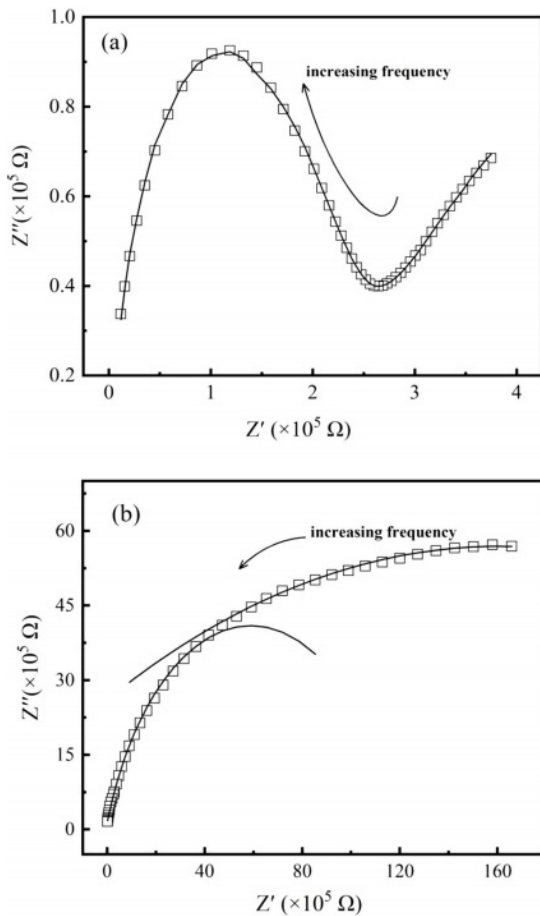 (a)
increasing frequency
1.0
0.8
0.6
0.4
0.2
Z″(×10⁵ Ω)
0 1 2 3 4
Z′ (×10⁵ Ω)
(b)
increasing frequency
60
45
30
15
0
Z″(×10⁵ Ω)
0 40 80 120 160
Z′ (×10⁵ Ω)